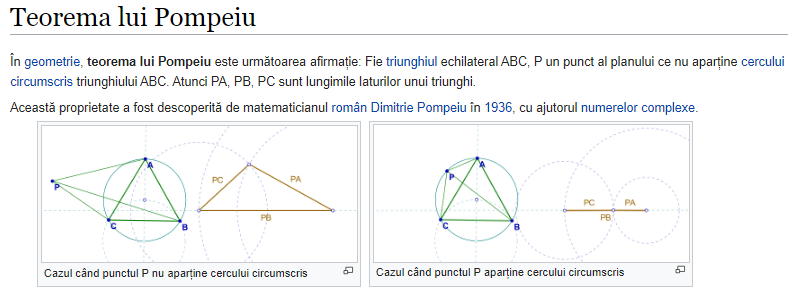 Teorema lui Pompeiu
În geometrie, teorema lui Pompeiu este următoarea afirmație: Fie triunghiul echilateral ABC, P un punct al planului ce nu aparține cercului
circumscris triunghiului ABC. Atunci PA, PB, PC sunt lungimile laturilor unui triunghi.
Această proprietate a fost descoperită de matematicianul român Dimitrie Pompeiu în 1936, cu ajutorul numerelor complexe.
A
P
C
B
PC
PA
PB
Cazul când punctul P nu aparține cercului circumscris
A
P
C
B
PC
PA
PB
Cazul când punctul P aparține cercului circumscris